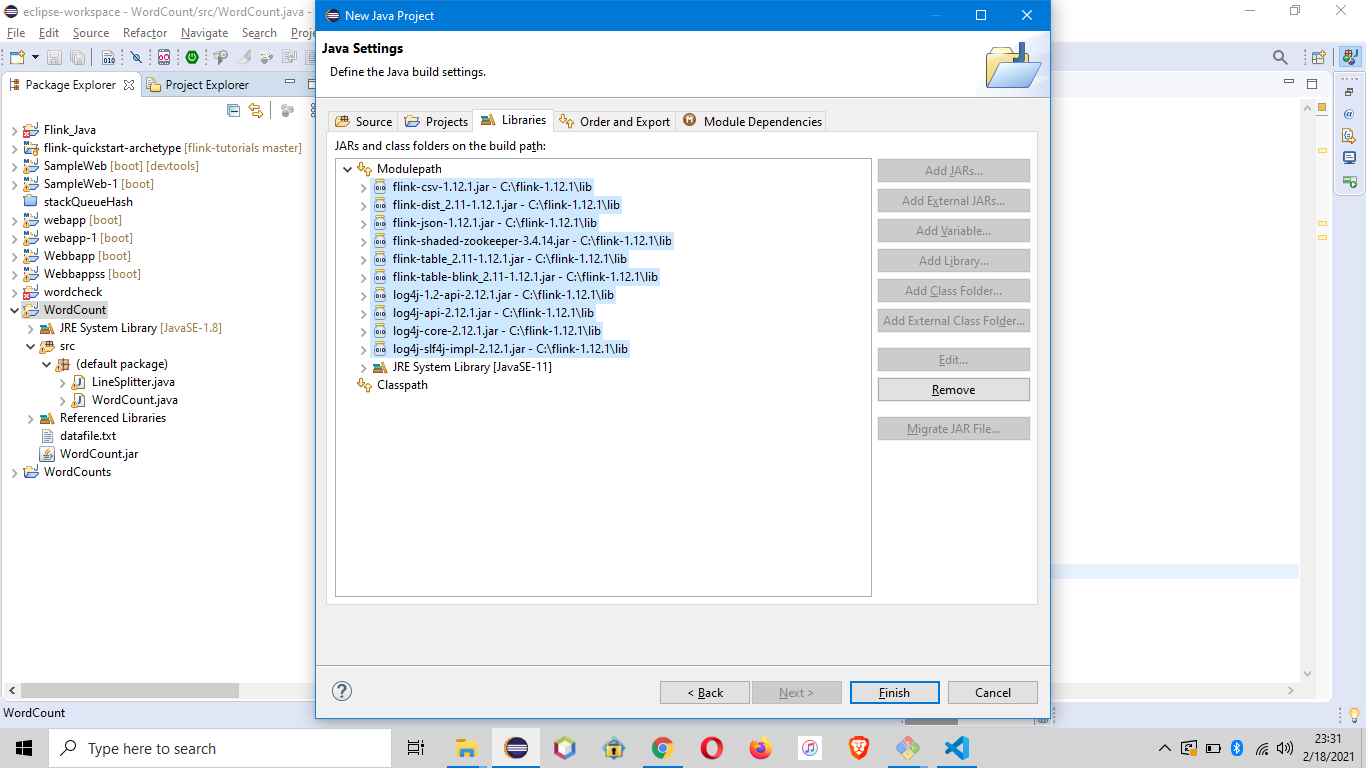 eclipse-workspace - WordCount/src/WordCount.java -
File Edit Source Refactor Navigate Search Proj
Package Explorer
Project Explorer
Flink_Java
flink-quickstart-archetype [flink-tutorials master]
SampleWeb [boot] [devtools]
SampleWeb-1 [boot]
stackQueueHash
webapp [boot]
webapp-1 [boot]
Webbapp [boot]
Webbappss [boot]
wordcheck
WordCount
JRE System Library [JavaSE-1.8]
src
(default package)
LineSplitter.java
WordCount.java
Referenced Libraries
datafile.txt
WordCount.jar
WordCounts
WordCount
New Java Project
Java Settings
Define the Java build settings.
Source Projects Libraries Order and Export Module Dependencies
JARs and class folders on the build path:
Modulepath
flink-csv-1.12.1.jar - C:\flink-1.12.1\lib
flink-dist_2.11-1.12.1.jar - C:\flink-1.12.1\lib
flink-json-1.12.1.jar - C:\flink-1.12.1\lib
flink-shaded-zookeeper-3.4.14.jar - C:\flink-1.12.1\lib
flink-table_2.11-1.12.1.jar - C:\flink-1.12.1\lib
flink-table-blink_2.11-1.12.1.jar - C:\flink-1.12.1\lib
log4j-1.2-api-2.12.1.jar - C:\flink-1.12.1\lib
log4j-api-2.12.1.jar - C:\flink-1.12.1\lib
log4j-core-2.12.1.jar - C:\flink-1.12.1\lib
log4j-slf4j-impl-2.12.1.jar - C:\flink-1.12.1\lib
JRE System Library [JavaSE-11]
Classpath
Add JARs...
Add External JARs...
Add Variable...
Add Library...
Add Class Folder...
Add External Class Folder...
Edit...
Remove
Migrate JAR File...
< Back Next > Finish Cancel
Type here to search
23:31
2/18/2021